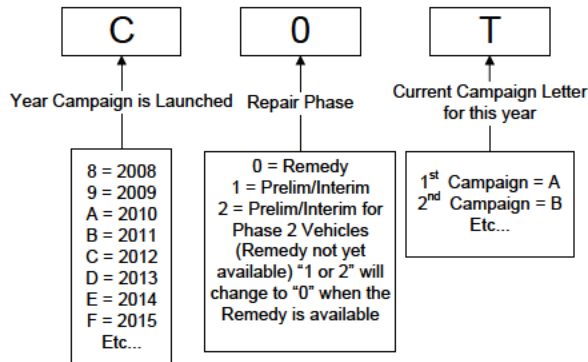 C
0
T
Year Campaign is Launched
Repair Phase
Current Campaign Letter
for this year
8 = 2008
9 = 2009
A = 2010
B = 2011
C = 2012
D = 2013
E = 2014
F = 2015
Etc...
0 = Remedy
1 = Prelim/Interim
2 = Prelim/Interim for
Phase 2 Vehicles
(Remedy not yet
available) “1 or 2” will
change to “0” when the
Remedy is available
1st Campaign = A
2nd Campaign = B
Etc...